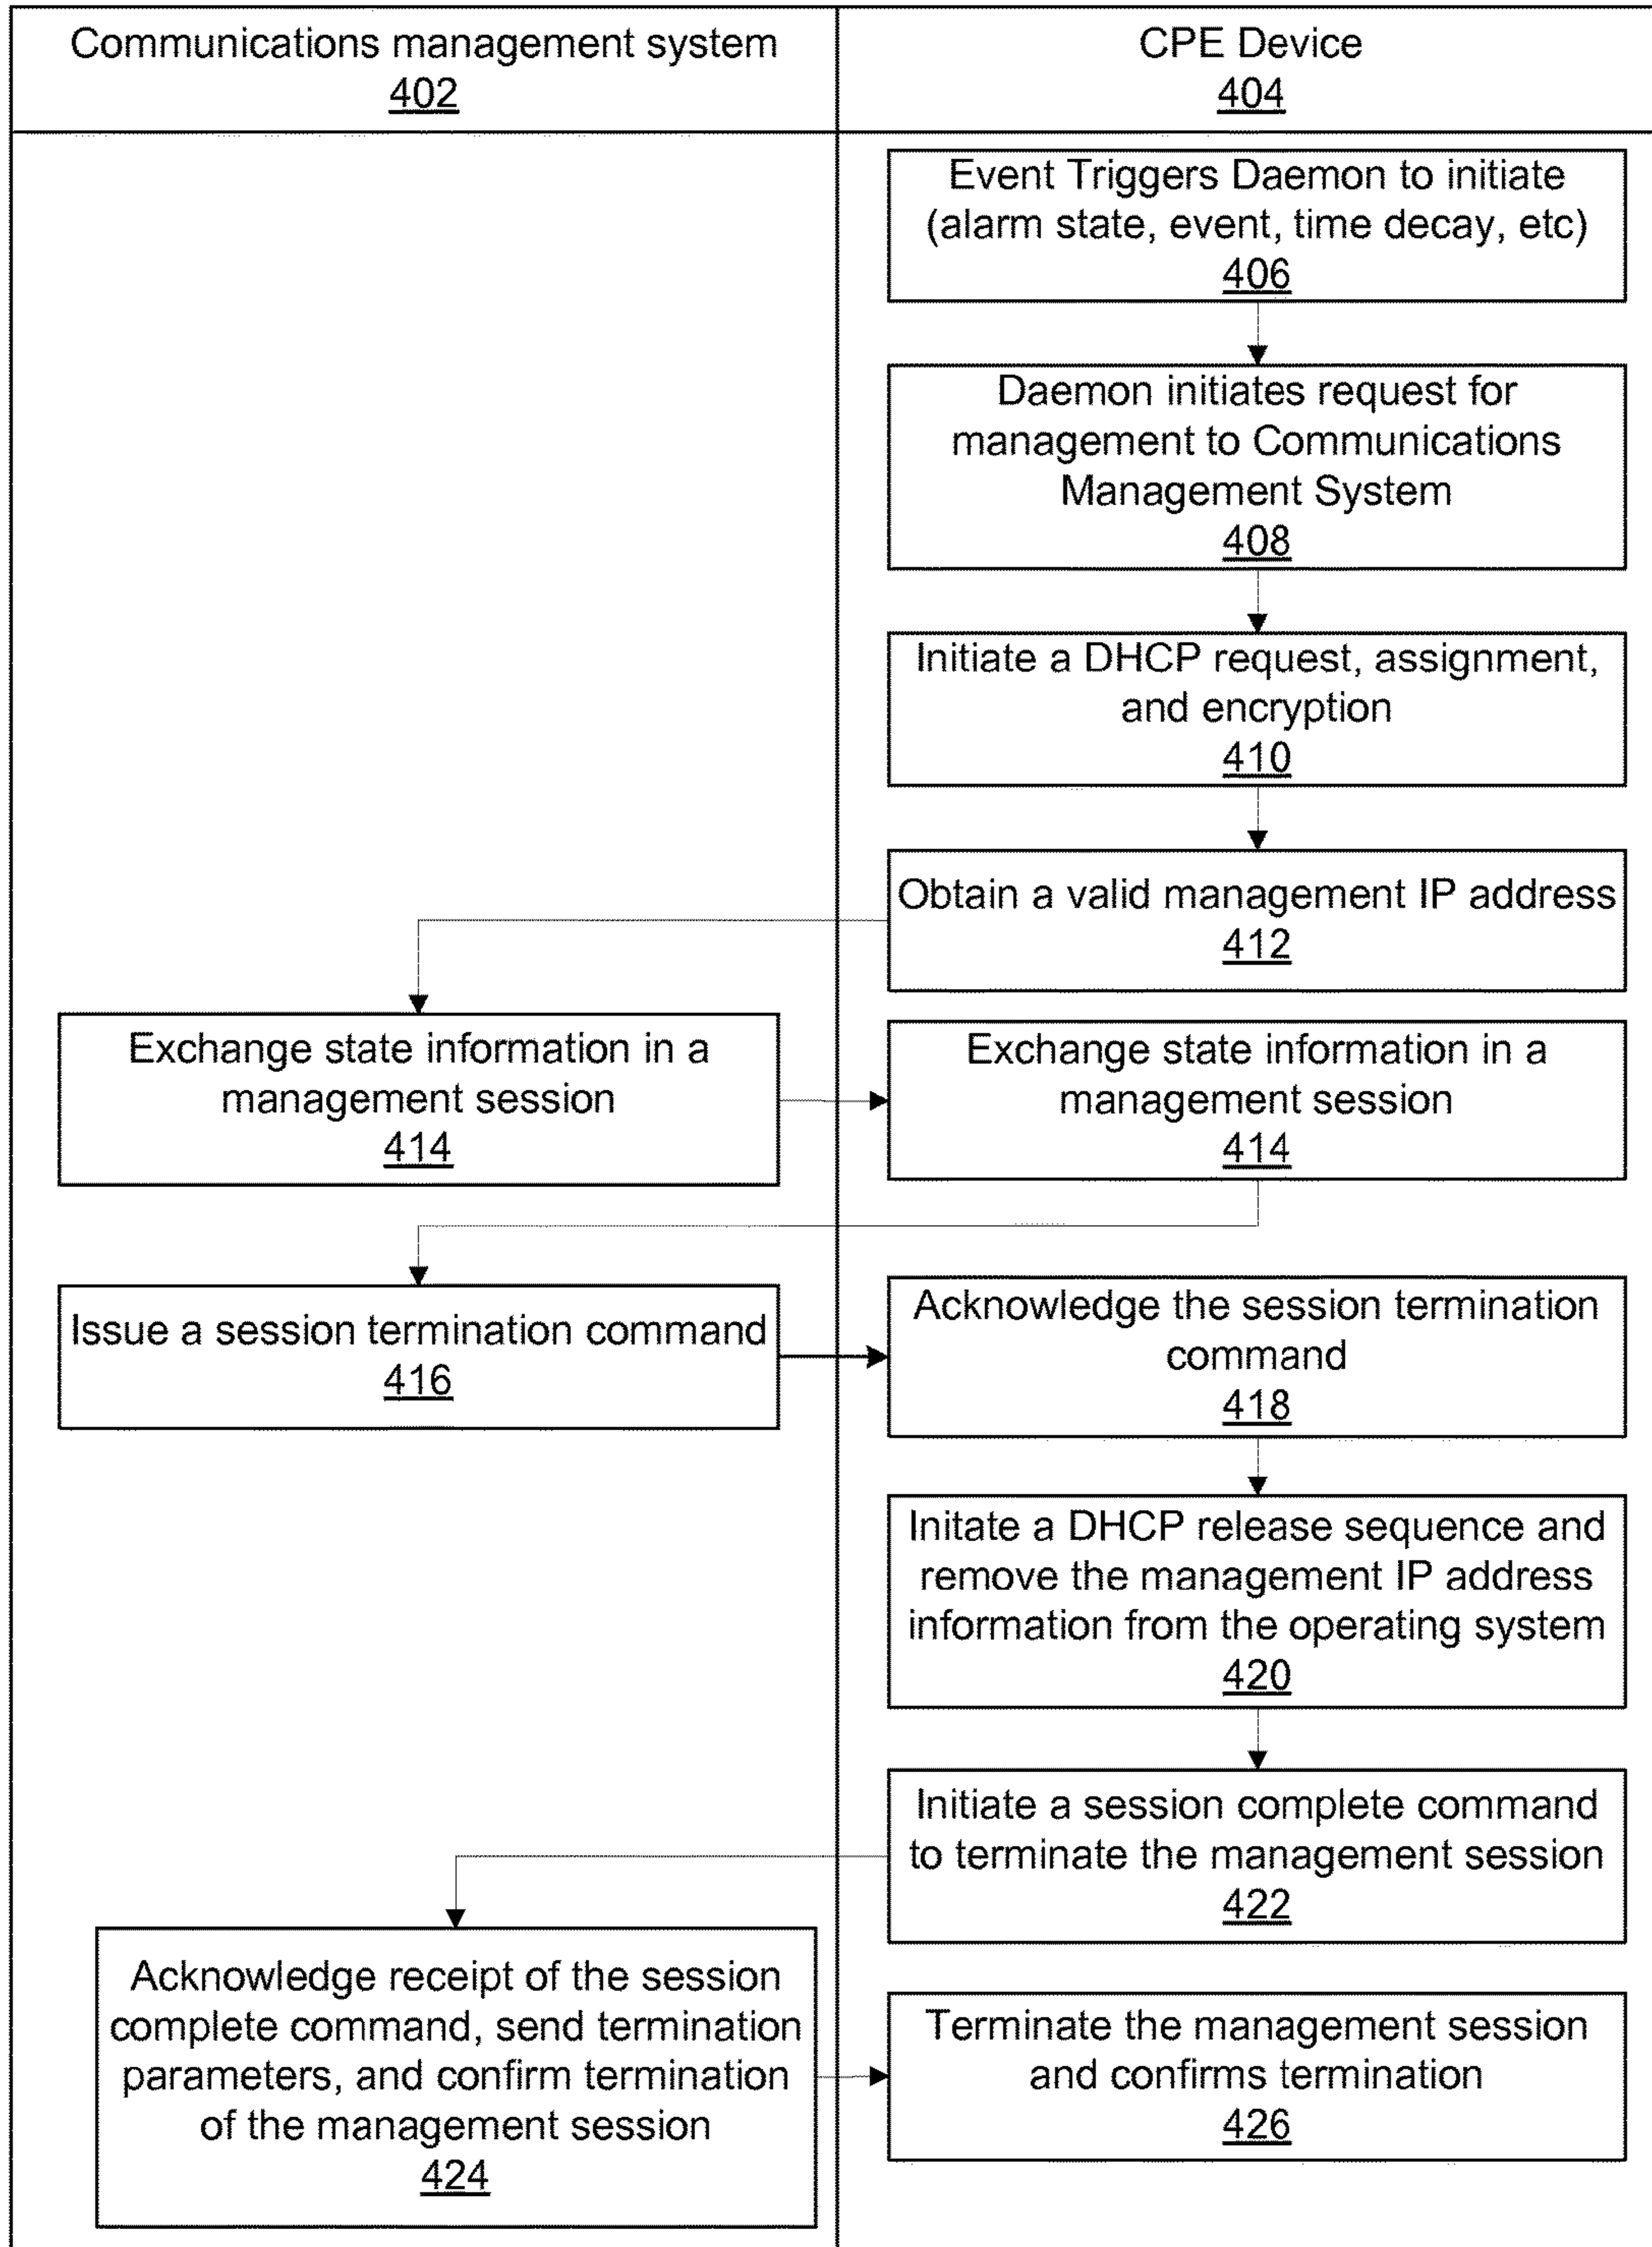 Communications management system
402
CPE Device
404
Event Triggers Daemon to initiate
(alarm state, event, time decay, etc)
406
Daemon initiates request for
management to Communications
Management System
408
Initiate a DHCP request, assignment,
and encryption
410
Obtain a valid management IP address
412
Exchange state information in a
management session
414
Exchange state information in a
management session
414
Issue a session termination command
416
Acknowledge the session termination
command
418
Initate a DHCP release sequence and
remove the management IP address
information from the operating system
420
Initiate a session complete command
to terminate the management session
422
Acknowledge receipt of the session
complete command, send termination
parameters, and confirm termination
of the management session
424
Terminate the management session
and confirms termination
426